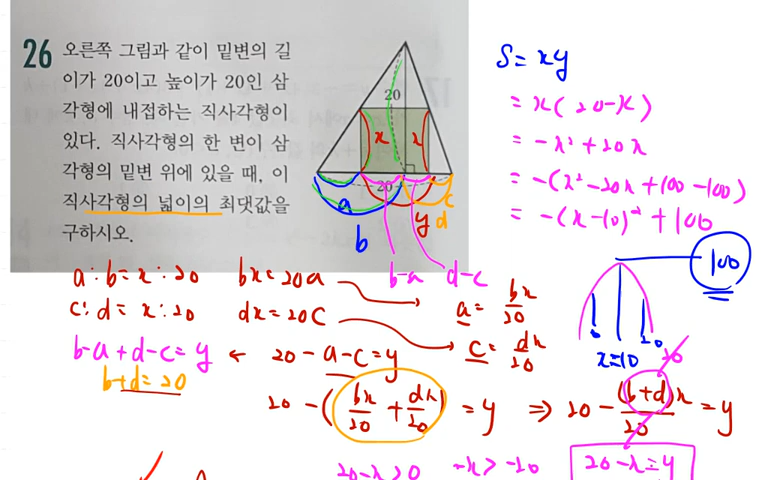 26 오른쪽 그림과 같이 밑변의 길
이가 20이고 높이가 20인 삼
각형에 내접하는 직사각형이
있다. 직사각형의 한 변이 삼
각형의 밑변 위에 있을 때, 이
직사각형의 넓이의 최댓값을
구하시오.
20
x x
20
a
b
y
c
d
b-a d-c
S = xy
= x(20-x)
= -x²+20x
= -(x²-20x+100-100)
= -(x-10)²+100
100
0 20
x=10
a:b=x:20 bx=20a
a = bx/20
c:d=x:20 dx=20c
c = dx/20
b-a+d-c=y ← 20-a-c=y
b+d=20
20-(bx/20+dx/20)=y ⇒ 20-(b+d)x/20=y
20
20-x>0 -x>-20
20-x=y